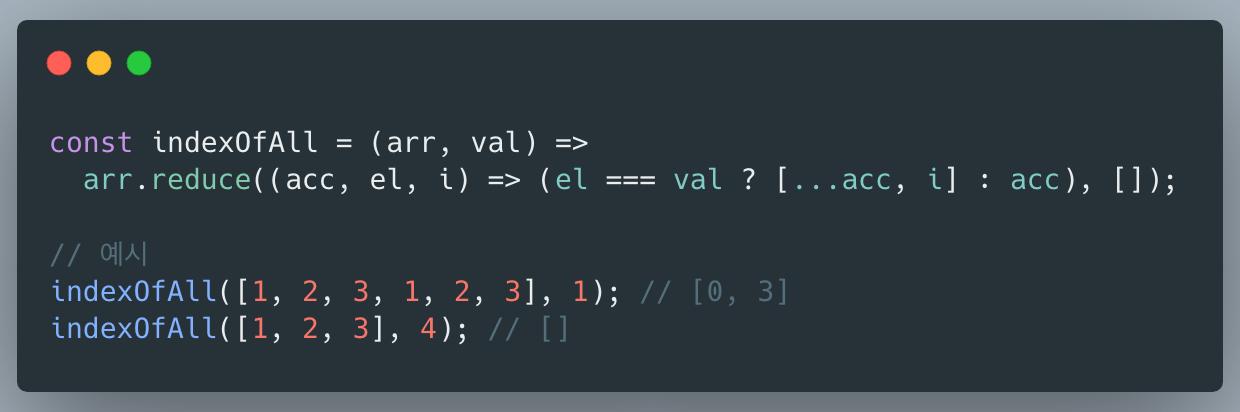 const indexOfAll = (arr, val) =>
  arr.reduce((acc, el, i) => (el === val ? [...acc, i] : acc), []);
// 예시
indexOfAll([1, 2, 3, 1, 2, 3], 1); // [0, 3]
indexOfAll([1, 2, 3], 4); // []